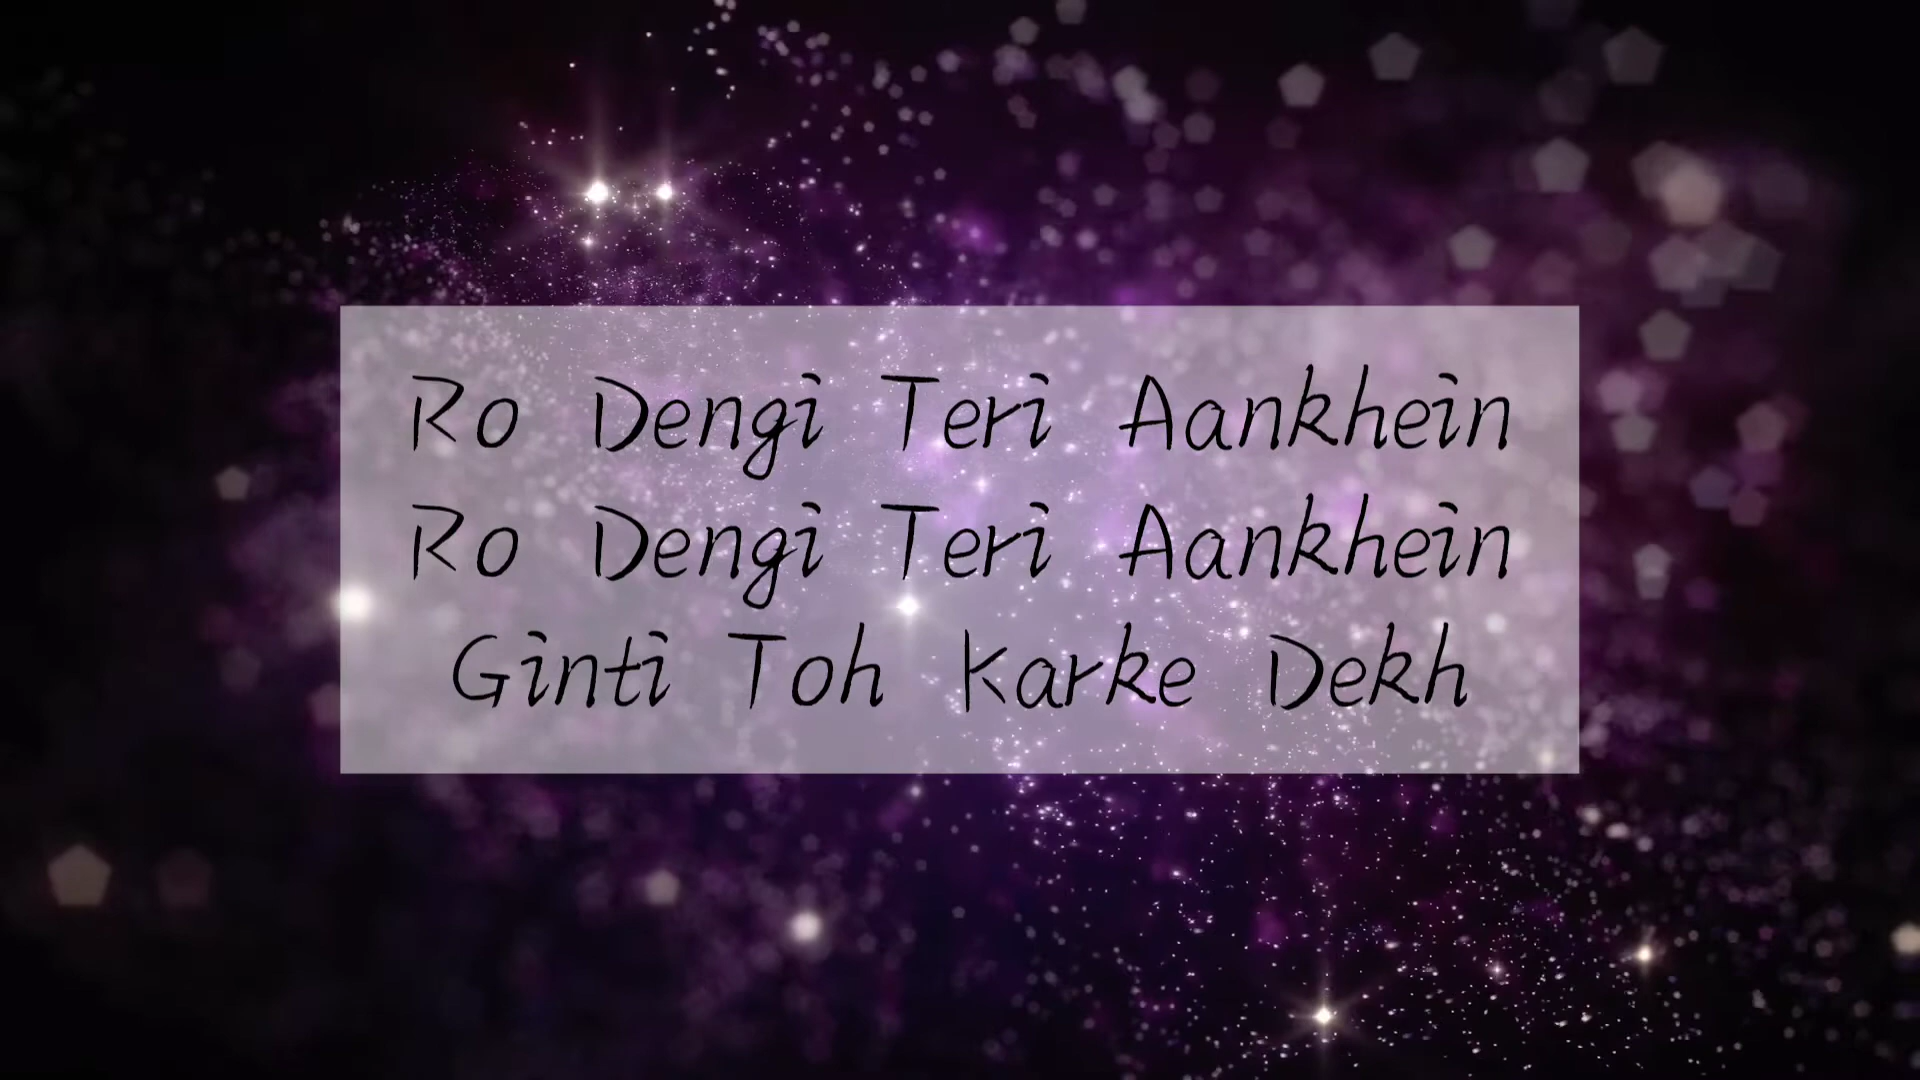 Ro Dengi Teri Aankhein
Ro Dengi Teri Aankhein
Ginti Toh Karke Dekh